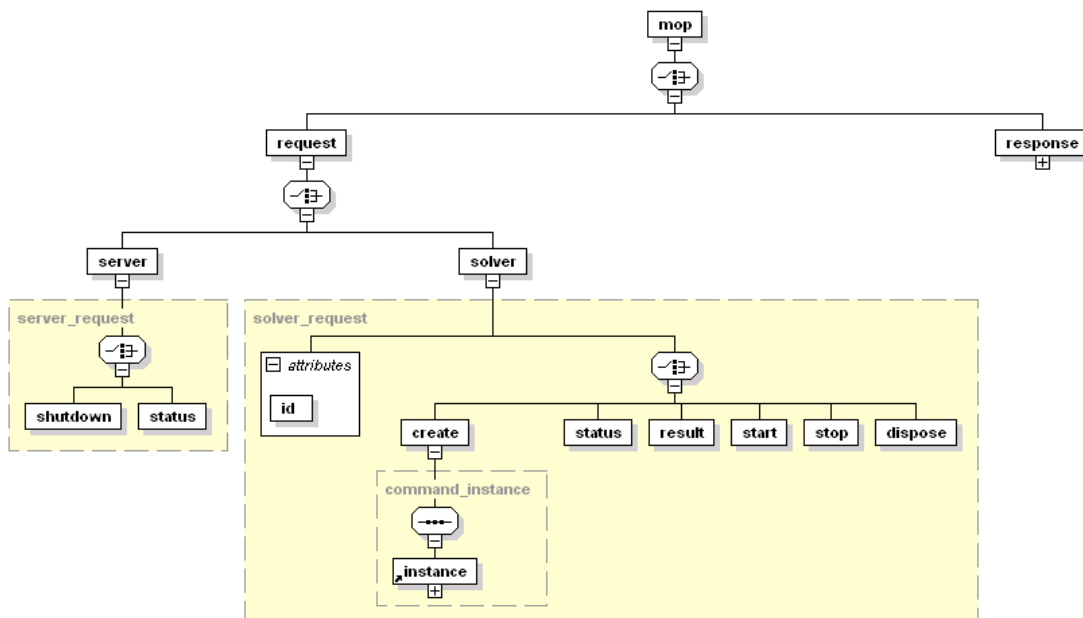 mop
request
response
server
solver
server_request
solver_request
attributes
shutdown
status
id
create
status
result
start
stop
dispose
command_instance
instance